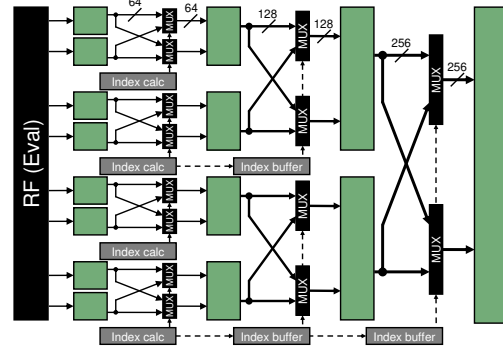 RF (Eval)
64
64
128
128
256
256
MUX
MUX
MUX
MUX
MUX
MUX
MUX
MUX
MUX
MUX
MUX
MUX
MUX
MUX
Index calc
Index calc
Index buffer
Index calc
Index calc
Index buffer
Index buffer